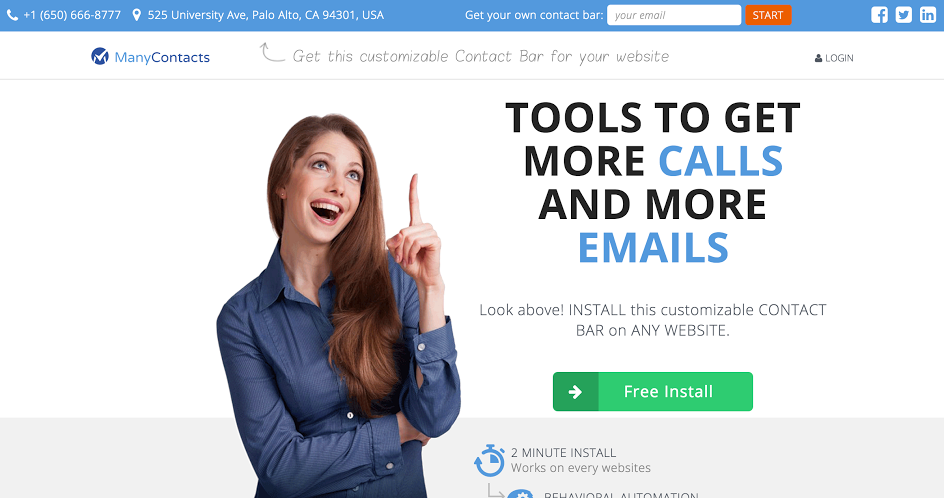 +1 (650) 666-8777 525 University Ave, Palo Alto, CA 94301, USA Get your own contact bar: your email START
ManyContacts Get this customizable Contact Bar for your website LOGIN
TOOLS TO GET
MORE CALLS
AND MORE
EMAILS
Look above! INSTALL this customizable CONTACT
BAR on ANY WEBSITE.
Free Install
2 MINUTE INSTALL
Works on every websites
BEHAVIORAL AUTOMATION